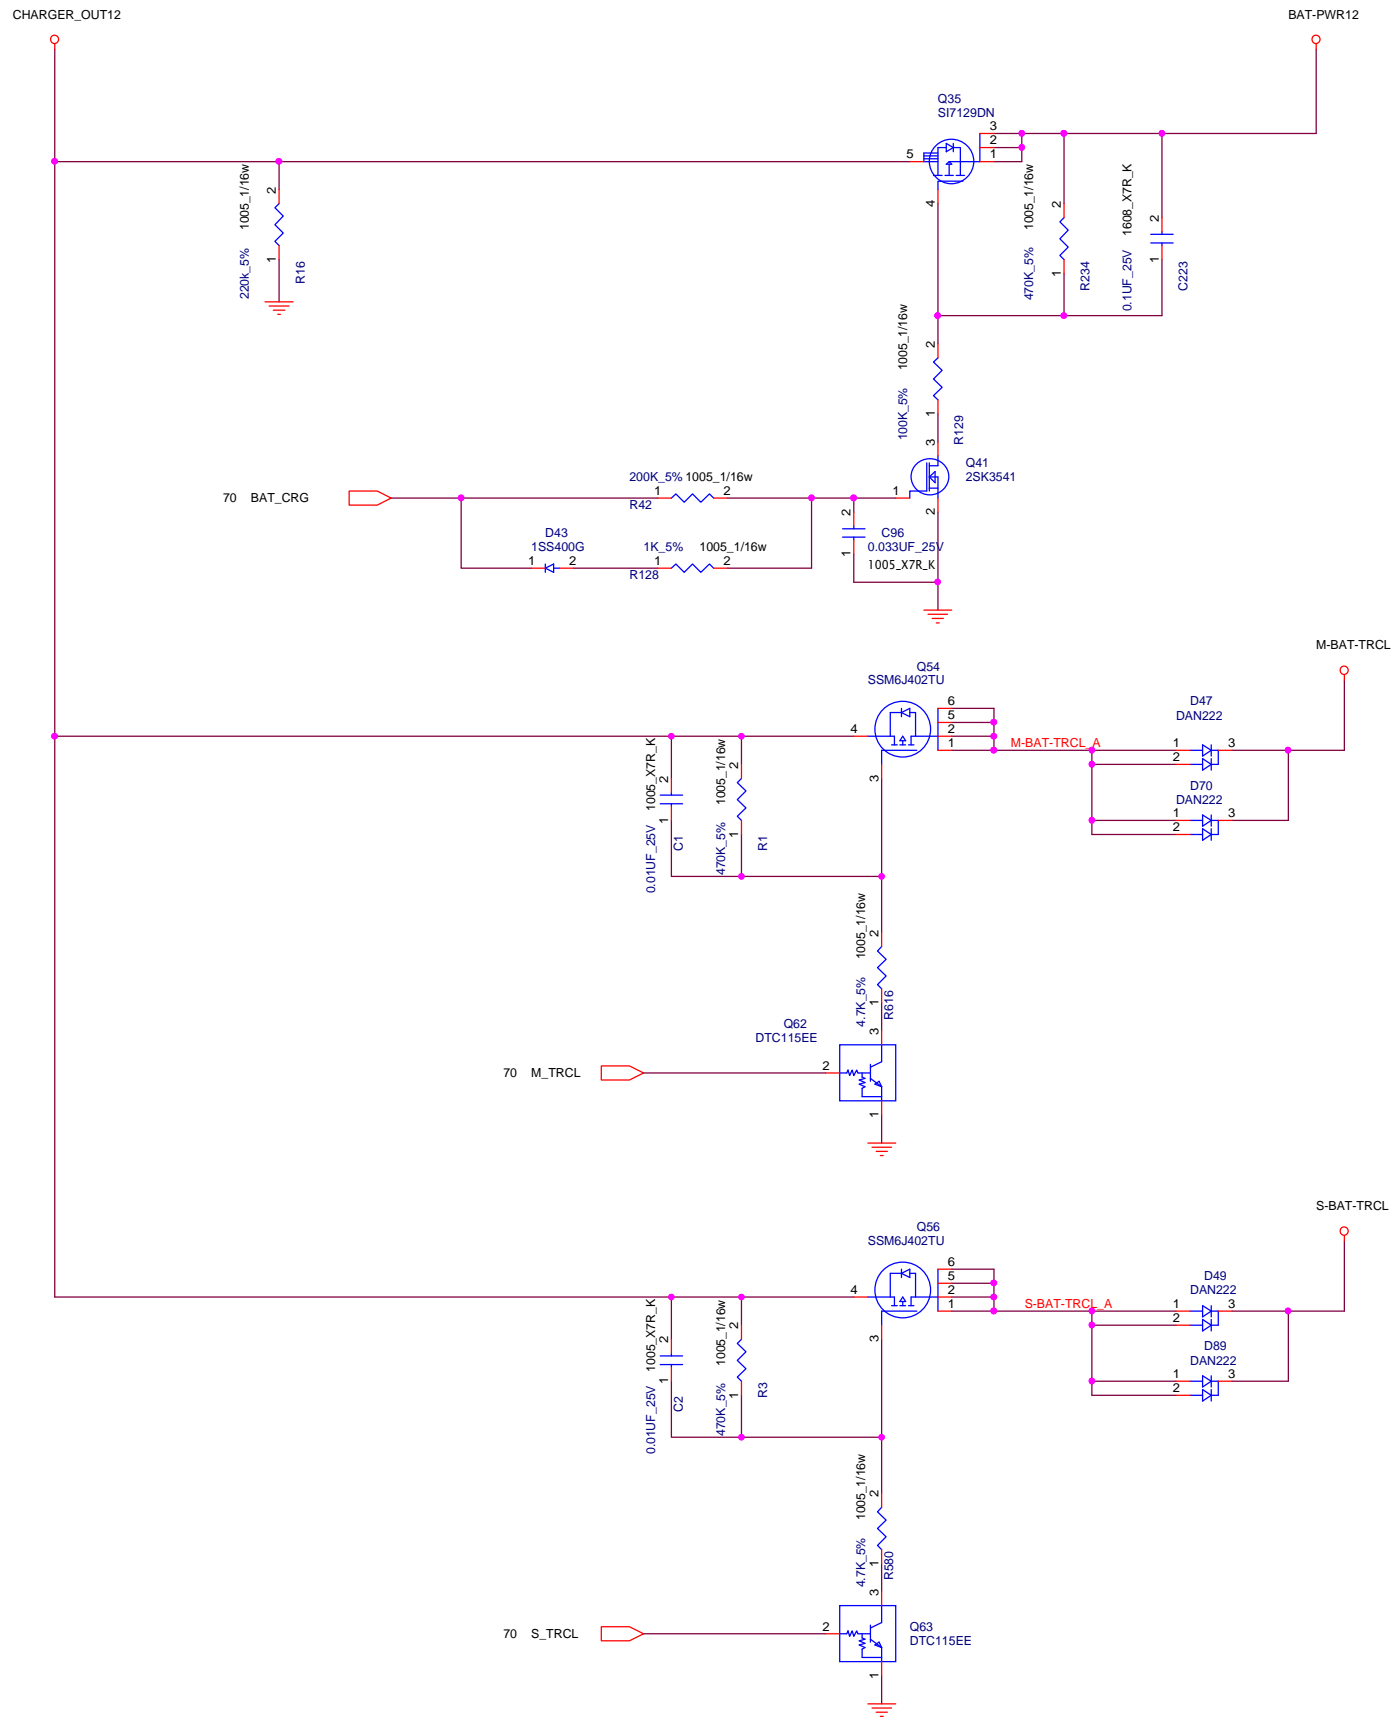 CHARGER_OUT12
BAT-PWR12
Q35
SI7129DN
3
2
1
5
4
2
1005_1/16w
220k_5%
1
R16
2
1005_1/16w
470K_5%
1
R234
2
1608_X7R_K
0.1UF_25V
1
C223
2
1005_1/16w
100K_5%
1
R129
3
Q41
2SK3541
1
2
70 BAT_CRG
200K_5% 1005_1/16w
1 2
R42
D43
1SS400G
1 2
1K_5% 1005_1/16w
1 2
R128
2
C96
0.033UF_25V
1
1005_X7R_K
M-BAT-TRCL
Q54
SSM6J402TU
6
5
2
1
4
3
M-BAT-TRCL_A
D47
DAN222
1 3
2
D70
DAN222
1 3
2
2
1005_X7R_K
0.01UF_25V
1
C1
2
1005_1/16w
470K_5%
1
R1
2
1005_1/16w
4.7K_5%
1
R616
3
Q62
DTC115EE
70 M_TRCL
2
1
S-BAT-TRCL
Q56
SSM6J402TU
6
5
2
1
4
3
S-BAT-TRCL_A
D49
DAN222
1 3
2
D89
DAN222
1 3
2
2
1005_X7R_K
0.01UF_25V
1
C2
2
1005_1/16w
470K_5%
1
R3
2
1005_1/16w
4.7K_5%
1
R580
3
Q63
DTC115EE
70 S_TRCL
2
1